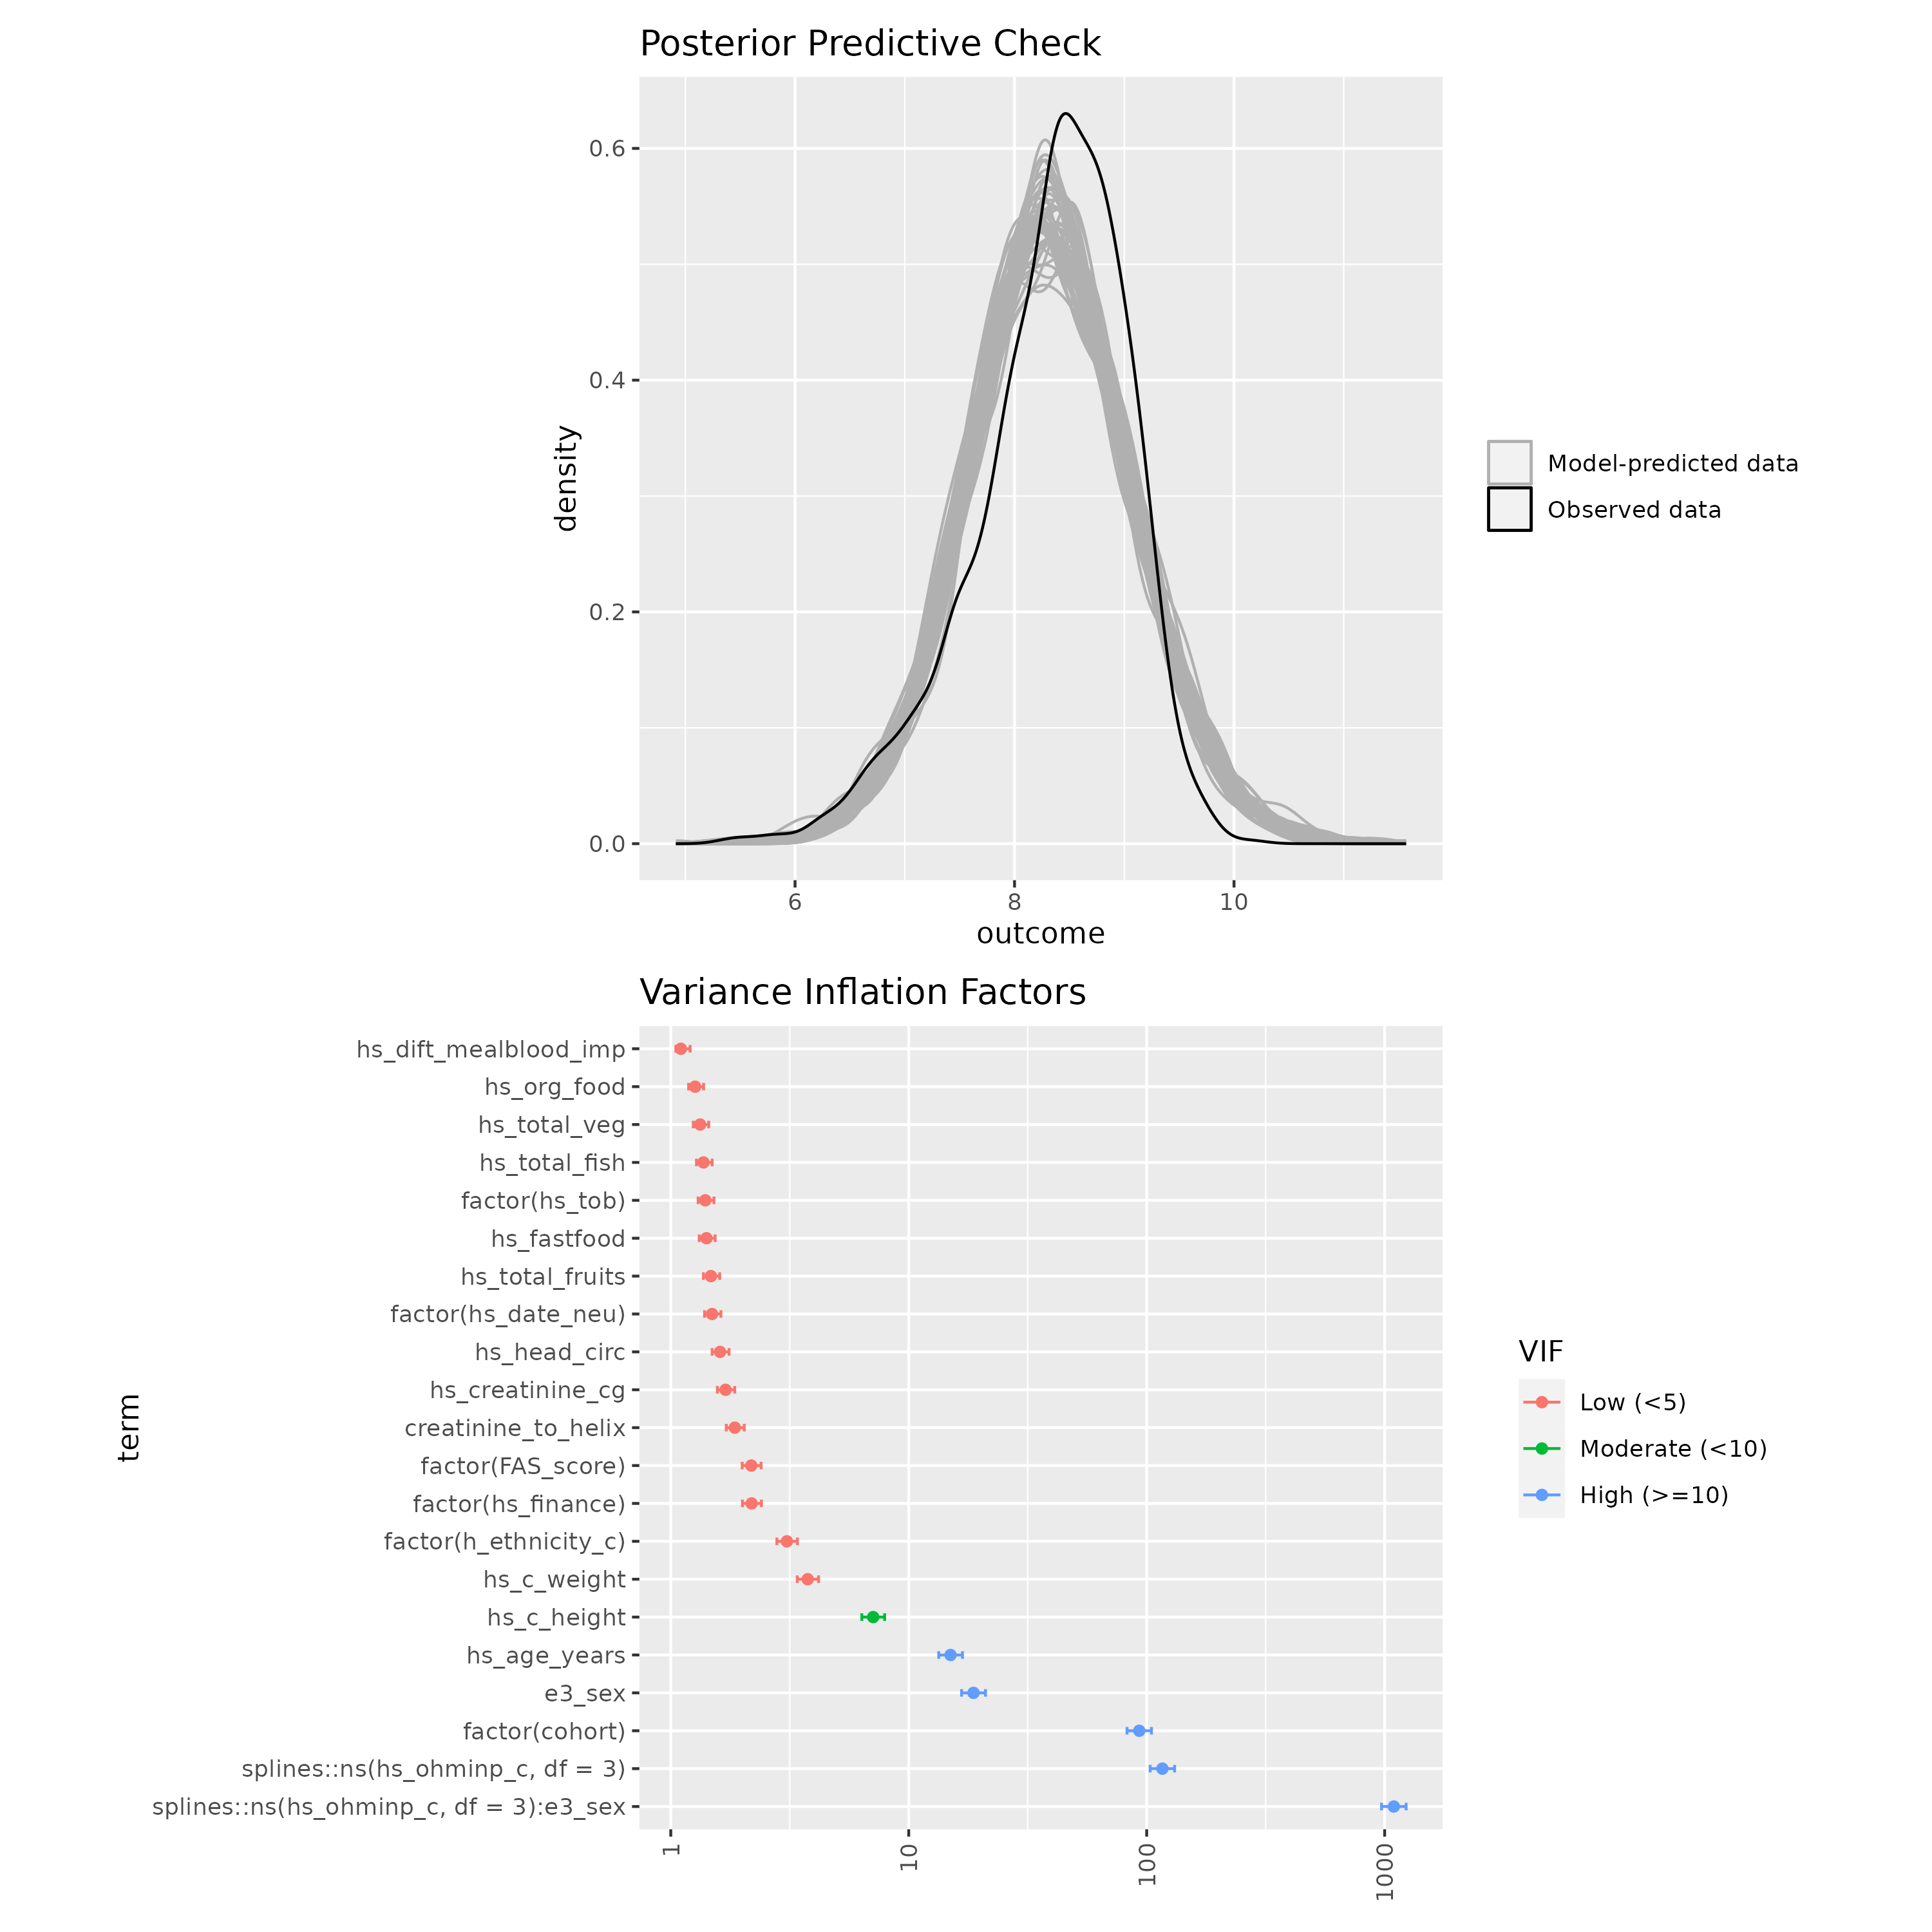 Posterior Predictive Check
0.6
0.4
0.2
0.0
density
6
8
10
outcome
Model-predicted data
Observed data
Variance Inflation Factors
term
hs_dift_mealblood_imp
hs_org_food
hs_total_veg
hs_total_fish
factor(hs_tob)
hs_fastfood
hs_total_fruits
factor(hs_date_neu)
hs_head_circ
hs_creatinine_cg
creatinine_to_helix
factor(FAS_score)
factor(hs_finance)
factor(h_ethnicity_c)
hs_c_weight
hs_c_height
hs_age_years
e3_sex
factor(cohort)
splines::ns(hs_ohminp_c, df = 3)
splines::ns(hs_ohminp_c, df = 3):e3_sex
1
10
100
1000
VIF
Low (<5)
Moderate (<10)
High (>=10)